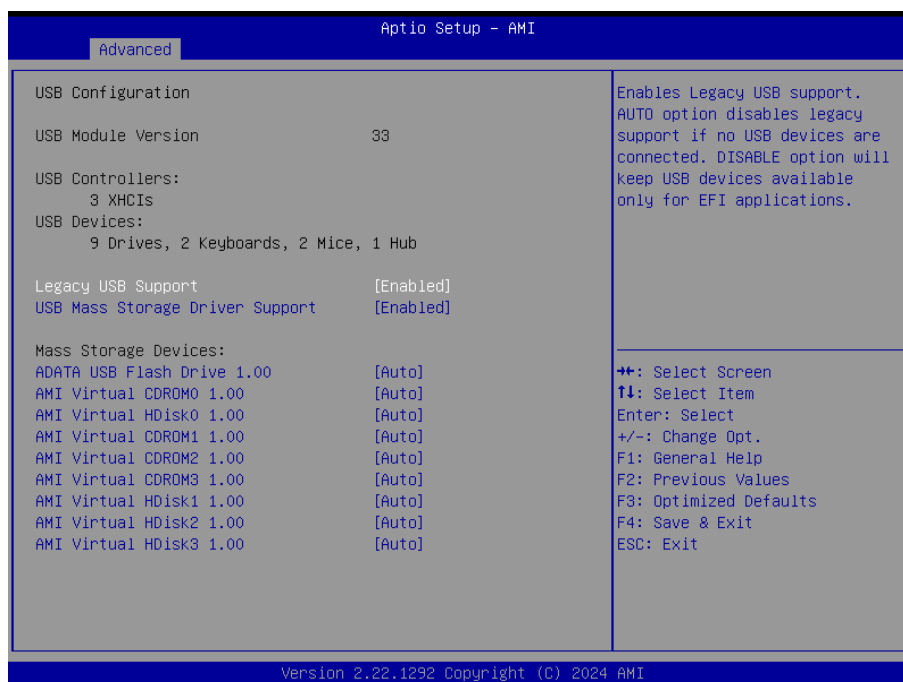 Aptio Setup - AMI
Advanced
USB Configuration
USB Module Version 33
USB Controllers:
3 XHCIs
USB Devices:
9 Drives, 2 Keyboards, 2 Mice, 1 Hub
Legacy USB Support [Enabled]
USB Mass Storage Driver Support [Enabled]
Mass Storage Devices:
ADATA USB Flash Drive 1.00 [Auto]
AMI Virtual CDROM0 1.00 [Auto]
AMI Virtual HDisk0 1.00 [Auto]
AMI Virtual CDROM1 1.00 [Auto]
AMI Virtual CDROM2 1.00 [Auto]
AMI Virtual CDROM3 1.00 [Auto]
AMI Virtual HDisk1 1.00 [Auto]
AMI Virtual HDisk2 1.00 [Auto]
AMI Virtual HDisk3 1.00 [Auto]
Enables Legacy USB support.
AUTO option disables legacy
support if no USB devices are
connected. DISABLE option will
keep USB devices available
only for EFI applications.
→←: Select Screen
↑↓: Select Item
Enter: Select
+/-: Change Opt.
F1: General Help
F2: Previous Values
F3: Optimized Defaults
F4: Save & Exit
ESC: Exit
Version 2.22.1292 Copyright (C) 2024 AMI